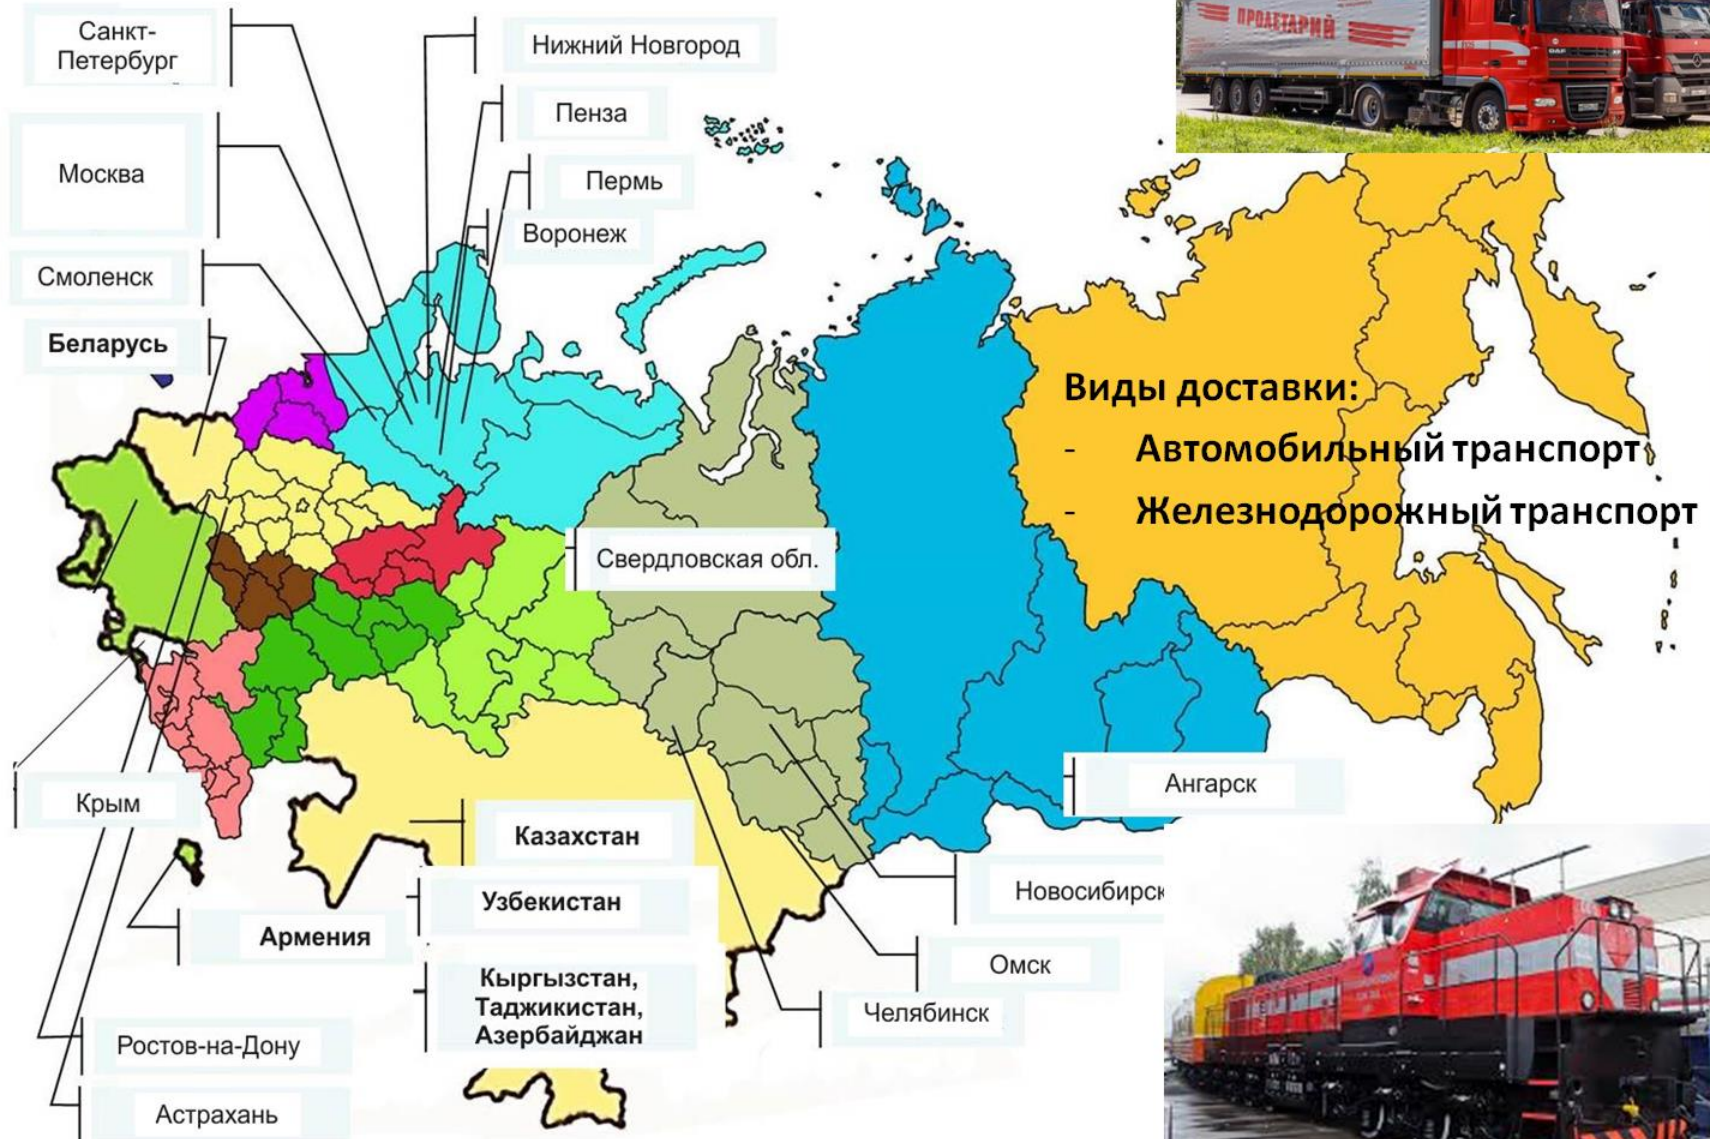 Санкт-
Петербург
Нижний Новгород
ПРОЛЕТАРИЙ
DAF
Пенза
Москва
Пермь
Воронеж
Смоленск
Беларусь
Виды доставки:
- Автомобильный транспорт
- Железнодорожный транспорт
Свердловская обл.
Крым
Ангарск
Казахстан
Узбекистан
Новосибирск
Армения
Омск
Кыргызстан,
Таджикистан,
Азербайджан
Челябинск
Ростов-на-Дону
Астрахань